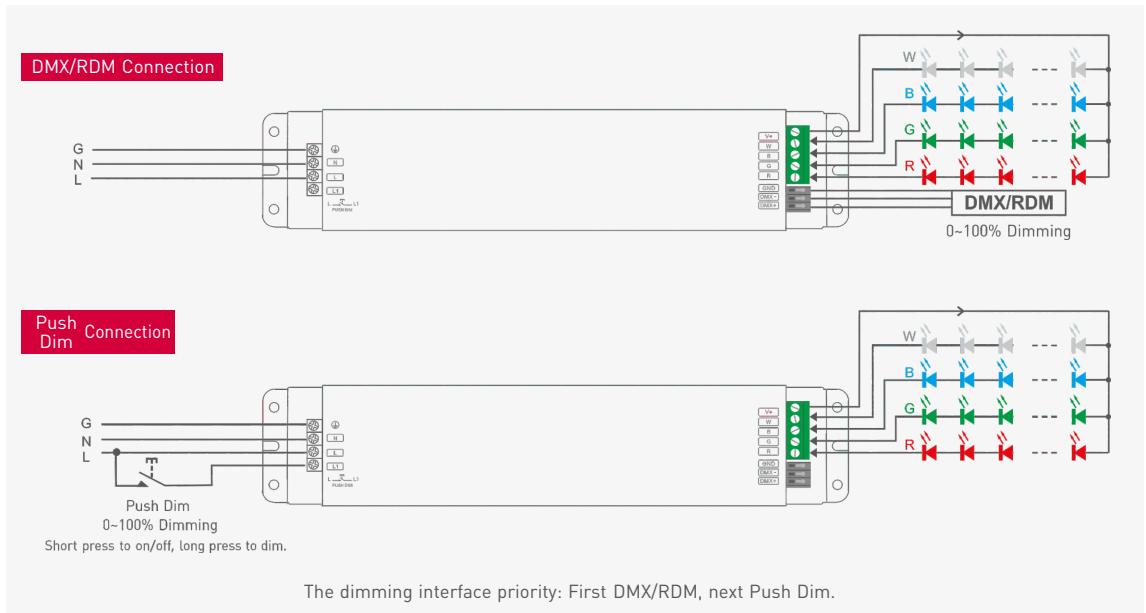 DMX/RDM Connection
G
N
L
N
L
L1
L L1
PUSH DIM
V+
W
B
G
R
GND
DMX-
DMX+
W
B
G
R
DMX/RDM
0~100% Dimming
Push Dim Connection
G
N
L
N
L
L1
L L1
PUSH DIM
V+
W
B
G
R
GND
DMX-
DMX+
W
B
G
R
Push Dim
0~100% Dimming
Short press to on/off, long press to dim.
The dimming interface priority: First DMX/RDM, next Push Dim.